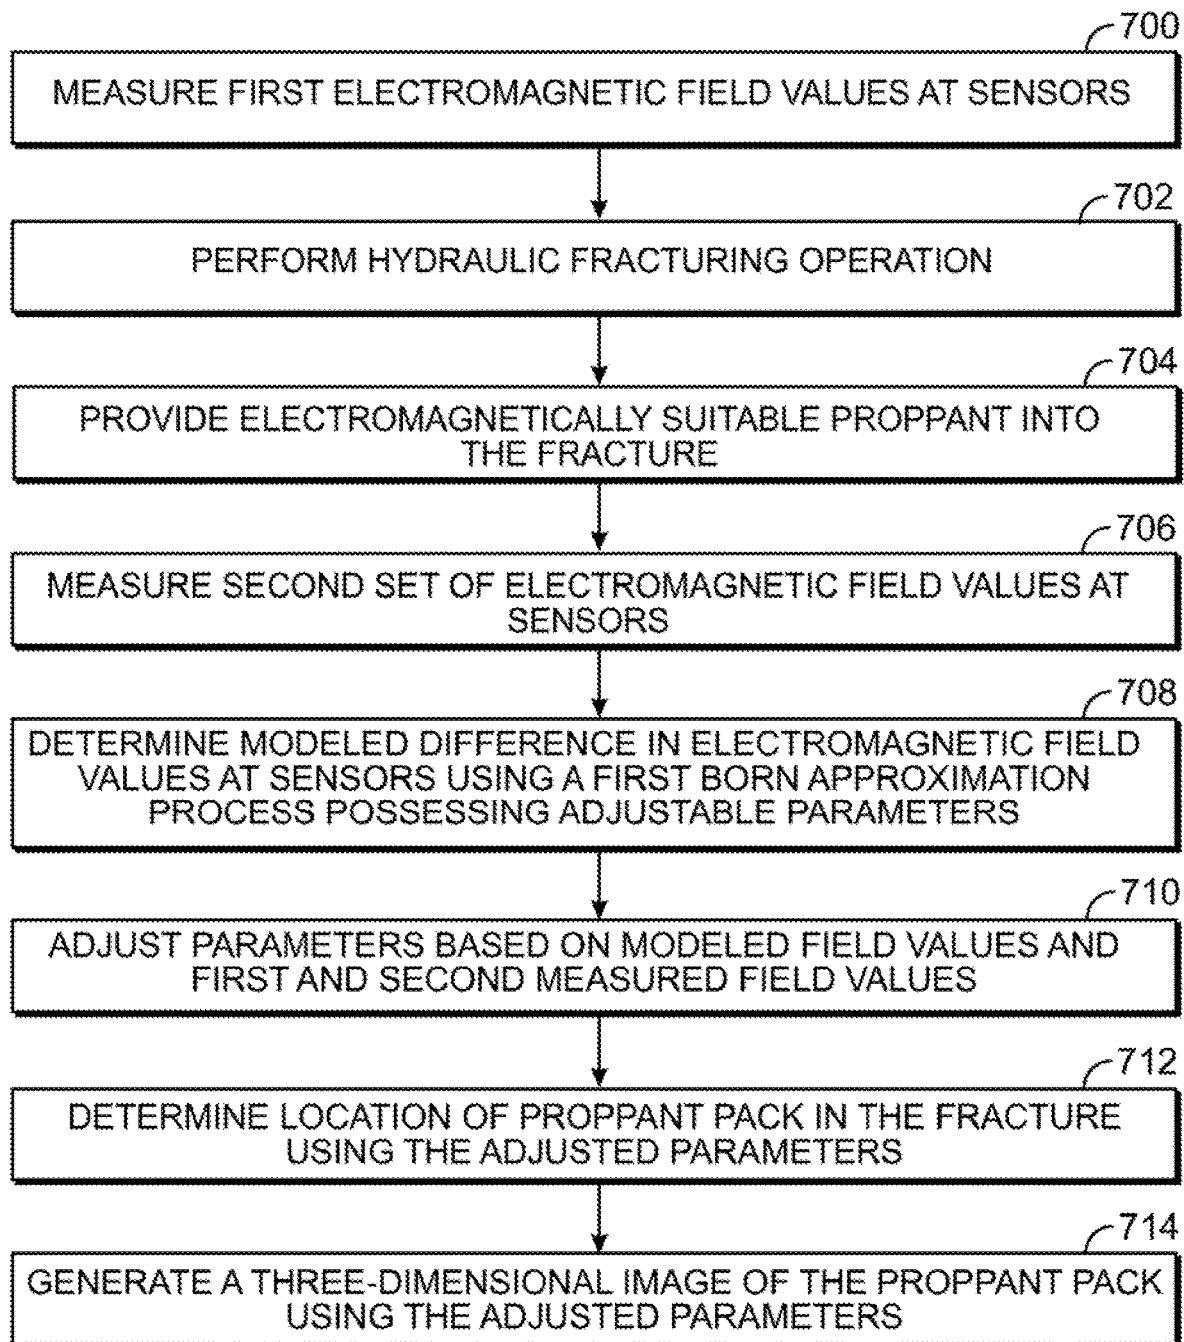 700
MEASURE FIRST ELECTROMAGNETIC FIELD VALUES AT SENSORS
702
PERFORM HYDRAULIC FRACTURING OPERATION
704
PROVIDE ELECTROMAGNETICALLY SUITABLE PROPPANT INTO
THE FRACTURE
706
MEASURE SECOND SET OF ELECTROMAGNETIC FIELD VALUES AT
SENSORS
708
DETERMINE MODELED DIFFERENCE IN ELECTROMAGNETIC FIELD
VALUES AT SENSORS USING A FIRST BORN APPROXIMATION
PROCESS POSSESSING ADJUSTABLE PARAMETERS
710
ADJUST PARAMETERS BASED ON MODELED FIELD VALUES AND
FIRST AND SECOND MEASURED FIELD VALUES
712
DETERMINE LOCATION OF PROPPANT PACK IN THE FRACTURE
USING THE ADJUSTED PARAMETERS
714
GENERATE A THREE-DIMENSIONAL IMAGE OF THE PROPPANT PACK
USING THE ADJUSTED PARAMETERS